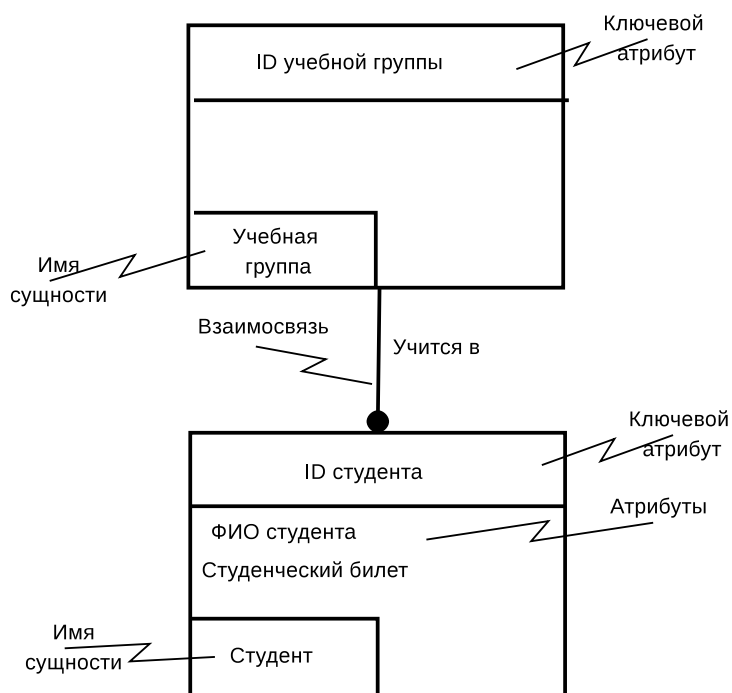 Ключевой
атрибут
ID учебной группы
Учебная
группа
Имя
сущности
Взаимосвязь
Учится в
Ключевой
атрибут
ID студента
Атрибуты
ФИО студента
Студенческий билет
Имя
сущности
Студент